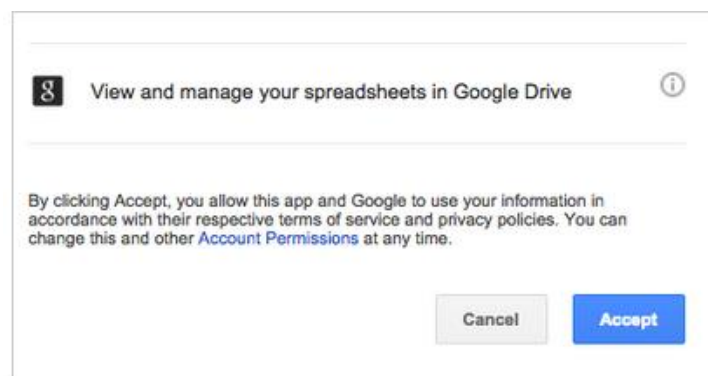 g View and manage your spreadsheets in Google Drive i
By clicking Accept, you allow this app and Google to use your information in
accordance with their respective terms of service and privacy policies. You can
change this and other Account Permissions at any time.
Cancel Accept